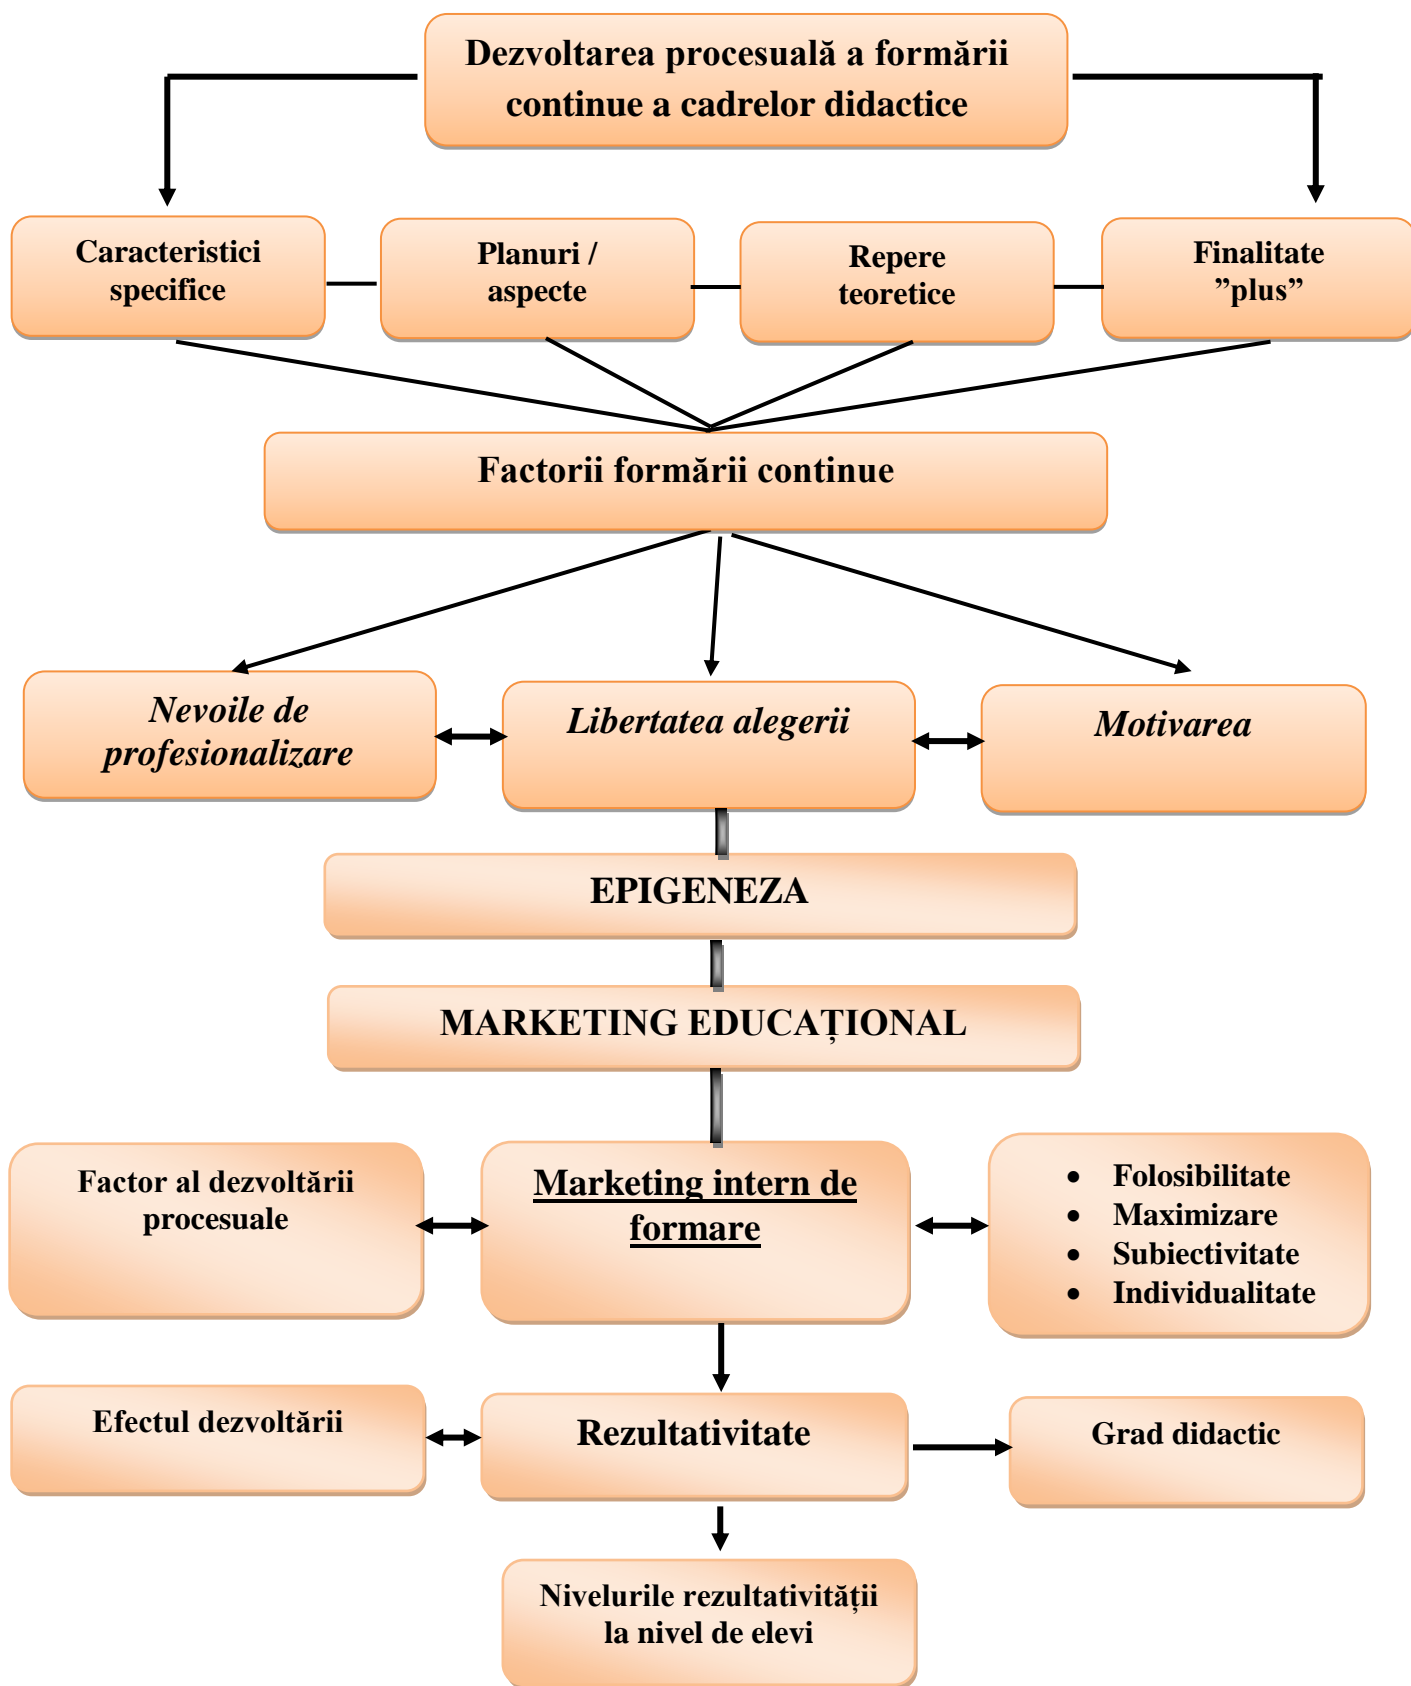 Dezvoltarea procesuală a formării
continue a cadrelor didactice
Caracteristici
specifice
Planuri /
aspecte
Repere
teoretice
Finalitate
”plus”
Factorii formării continue
Nevoile de
profesionalizare
Libertatea alegerii
Motivarea
EPIGENEZA
MARKETING EDUCAȚIONAL
Factor al dezvoltării
procesuale
Marketing intern de
formare
• Folosibilitate
• Maximizare
• Subiectivitate
• Individualitate
Efectul dezvoltării
Rezultativitate
Grad didactic
Nivelurile rezultativității
la nivel de elevi